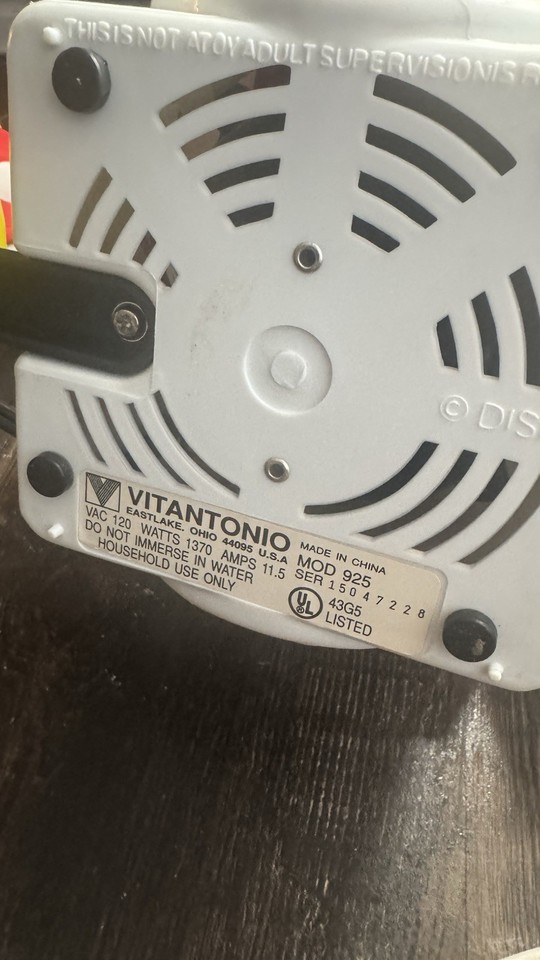 THIS IS NOT A TOY ADULT SUPERVISION IS R
© DIS
VITANTONIO
EASTLAKE, OHIO 44095 U.S.A
VAC 120 WATTS 1370 AMPS 11.5
DO NOT IMMERSE IN WATER
HOUSEHOLD USE ONLY
MADE IN CHINA
MOD 925
SER 15047228
UL
43G5
LISTED